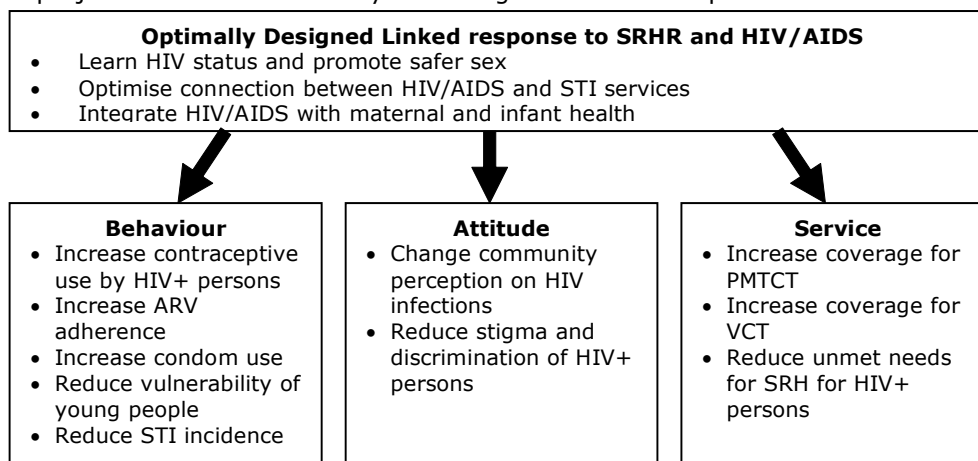 Optimally Designed Linked response to SRHR and HIV/AIDS
• Learn HIV status and promote safer sex
• Optimise connection between HIV/AIDS and STI services
• Integrate HIV/AIDS with maternal and infant health
Behaviour
• Increase contraceptive
use by HIV+ persons
• Increase ARV
adherence
• Increase condom use
• Reduce vulnerability of
young people
• Reduce STI incidence
Attitude
• Change community
perception on HIV
infections
• Reduce stigma and
discrimination of HIV+
persons
Service
• Increase coverage for
PMTCT
• Increase coverage for
VCT
• Reduce unmet needs
for SRH for HIV+
persons